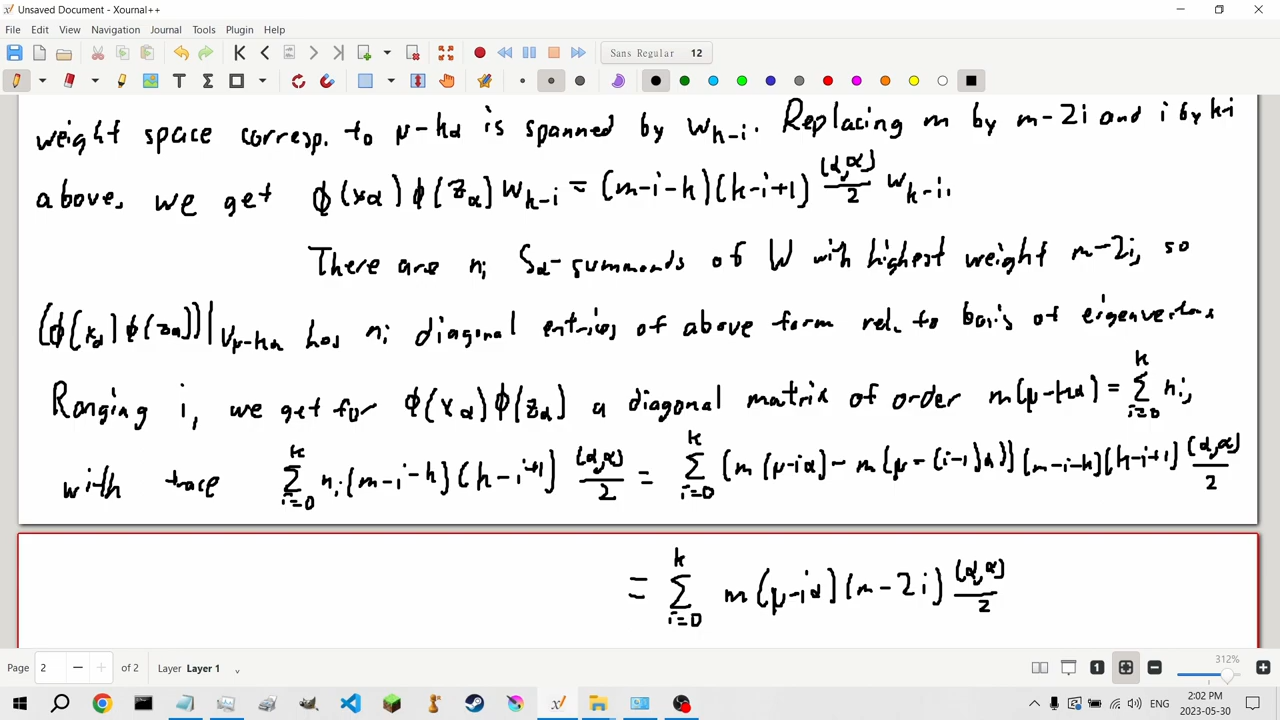 Unsaved Document - Xournal++
File Edit View Navigation Journal Tools Plugin Help
Sans Regular 12
weight space corresp. to μ-kα is spanned by w_{k-i}. Replacing m by m-2i and i by k-i
above, we get ϕ(x_α)ϕ(z_α)w_{k-i} = (m-i-k)(k-i+1) (α,α)/2 w_{k-i}.
There are n_i S_α-summands of W with highest weight m-2i, so
(ϕ(x_α)ϕ(z_α))|_{V_{μ-kα}} has n_i diagonal entries of above form rel. to basis of eigenvectors
Ranging i, we get for ϕ(x_α)ϕ(z_α) a diagonal matrix of order m(μ-kα) = Σ_{i=0}^{k} n_i,
with trace Σ_{i=0}^{k} n_i(m-i-k)(k-i+1) (α,α)/2 = Σ_{i=0}^{k} (m(μ-iα) - m(μ-(i-1)α))(m-i-k)(k-i+1) (α,α)/2
= Σ_{i=0}^{k} m(μ-iα)(m-2i) (α,α)/2
Page 2 of 2 Layer Layer 1 312%
ENG 2:02 PM
2023-05-30